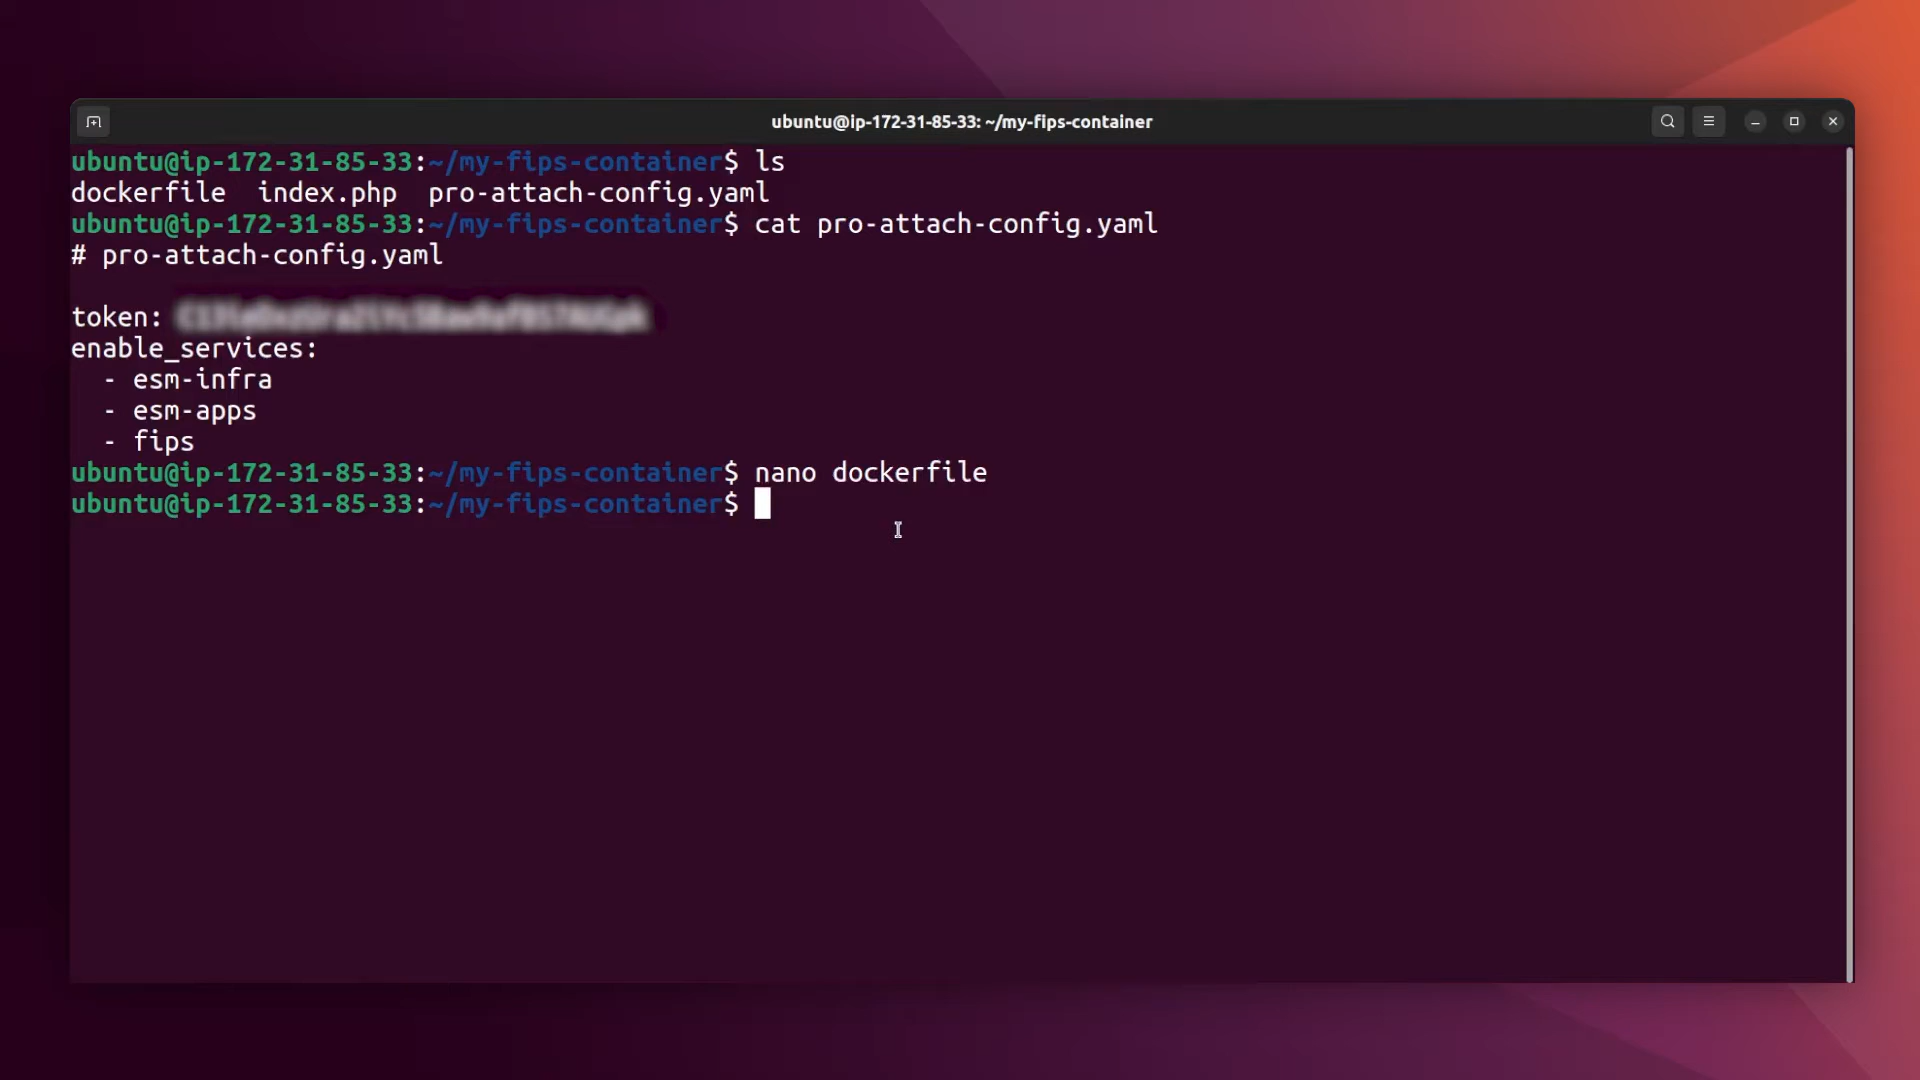 ubuntu@ip-172-31-85-33: ~/my-fips-container
ubuntu@ip-172-31-85-33:~/my-fips-container$ ls
dockerfile  index.php  pro-attach-config.yaml
ubuntu@ip-172-31-85-33:~/my-fips-container$ cat pro-attach-config.yaml
# pro-attach-config.yaml
token:
enable_services:
  - esm-infra
  - esm-apps
  - fips
ubuntu@ip-172-31-85-33:~/my-fips-container$ nano dockerfile
ubuntu@ip-172-31-85-33:~/my-fips-container$